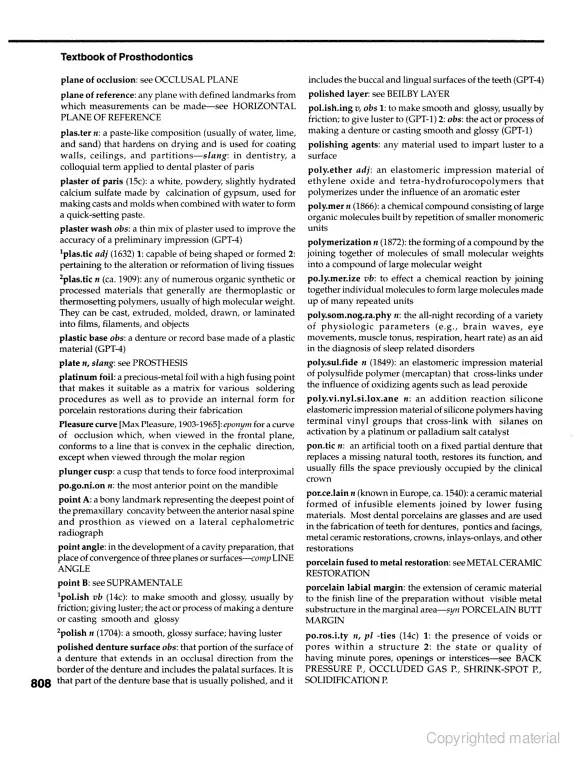 Textbook of Prosthodontics
plane of occlusion: see OCCLUSAL PLANE
plane of reference: any plane with defined landmarks from
which measurements can be made—see HORIZONTAL
PLANE OF REFERENCE
plas.ter n: a paste-like composition (usually of water, lime,
and sand) that hardens on drying and is used for coating
walls, ceilings, and partitions—slang: in dentistry, a
colloquial term applied to dental plaster of paris
plaster of paris (15c): a white, powdery, slightly hydrated
calcium sulfate made by calcination of gypsum, used for
making casts and molds when combined with water to form
a quick-setting paste.
plaster wash obs: a thin mix of plaster used to improve the
accuracy of a preliminary impression (GPT-4)
¹plas.tic adj (1632) 1: capable of being shaped or formed 2:
pertaining to the alteration or reformation of living tissues
²plas.tic n (ca. 1909): any of numerous organic synthetic or
processed materials that generally are thermoplastic or
thermosetting polymers, usually of high molecular weight.
They can be cast, extruded, molded, drawn, or laminated
into films, filaments, and objects
plastic base obs: a denture or record base made of a plastic
material (GPT-4)
plate n, slang: see PROSTHESIS
platinum foil: a precious-metal foil with a high fusing point
that makes it suitable as a matrix for various soldering
procedures as well as to provide an internal form for
porcelain restorations during their fabrication
Pleasure curve [Max Pleasure, 1903-1965]:eponym for a curve
of occlusion which, when viewed in the frontal plane,
conforms to a line that is convex in the cephalic direction,
except when viewed through the molar region
plunger cusp: a cusp that tends to force food interproximal
po.go.ni.on n: the most anterior point on the mandible
point A: a bony landmark representing the deepest point of
the premaxillary concavity between the anterior nasal spine
and prosthion as viewed on a lateral cephalometric
radiograph
point angle: in the development of a cavity preparation, that
place of convergence of three planes or surfaces—comp LINE
ANGLE
point B: see SUPRAMENTALE
¹pol.ish vb (14c): to make smooth and glossy, usually by
friction; giving luster; the act or process of making a denture
or casting smooth and glossy
²polish n (1704): a smooth, glossy surface; having luster
polished denture surface obs: that portion of the surface of
a denture that extends in an occlusal direction from the
border of the denture and includes the palatal surfaces. It is
that part of the denture base that is usually polished, and it
includes the buccal and lingual surfaces of the teeth (GPT-4)
polished layer: see BEILBY LAYER
pol.ish.ing v, obs 1: to make smooth and glossy, usually by
friction; to give luster to (GPT-1) 2: obs: the act or process of
making a denture or casting smooth and glossy (GPT-1)
polishing agents: any material used to impart luster to a
surface
poly.ether adj: an elastomeric impression material of
ethylene oxide and tetra-hydrofurocopolymers that
polymerizes under the influence of an aromatic ester
poly.mer n (1866): a chemical compound consisting of large
organic molecules built by repetition of smaller monomeric
units
polymerization n (1872): the forming of a compound by the
joining together of molecules of small molecular weights
into a compound of large molecular weight
po.ly.mer.ize vb: to effect a chemical reaction by joining
together individual molecules to form large molecules made
up of many repeated units
poly.som.nog.ra.phy n: the all-night recording of a variety
of physiologic parameters (e.g., brain waves, eye
movements, muscle tonus, respiration, heart rate) as an aid
in the diagnosis of sleep related disorders
poly.sul.fide n (1849): an elastomeric impression material
of polysulfide polymer (mercaptan) that cross-links under
the influence of oxidizing agents such as lead peroxide
poly.vi.nyl.si.lox.ane n: an addition reaction silicone
elastomeric impression material of silicone polymers having
terminal vinyl groups that cross-link with silanes on
activation by a platinum or palladium salt catalyst
pon.tic n: an artificial tooth on a fixed partial denture that
replaces a missing natural tooth, restores its function, and
usually fills the space previously occupied by the clinical
crown
por.ce.lain n (known in Europe, ca. 1540): a ceramic material
formed of infusible elements joined by lower fusing
materials. Most dental porcelains are glasses and are used
in the fabrication of teeth for dentures, pontics and facings,
metal ceramic restorations, crowns, inlays-onlays, and other
restorations
porcelain fused to metal restoration: see METAL CERAMIC
RESTORATION
porcelain labial margin: the extension of ceramic material
to the finish line of the preparation without visible metal
substructure in the marginal area—syn PORCELAIN BUTT
MARGIN
po.ros.i.ty n, pl -ties (14c) 1: the presence of voids or
pores within a structure 2: the state or quality of
having minute pores, openings or interstices—see BACK
PRESSURE P., OCCLUDED GAS P., SHRINK-SPOT P.,
SOLIDIFICATION P.
808
Copyrighted material